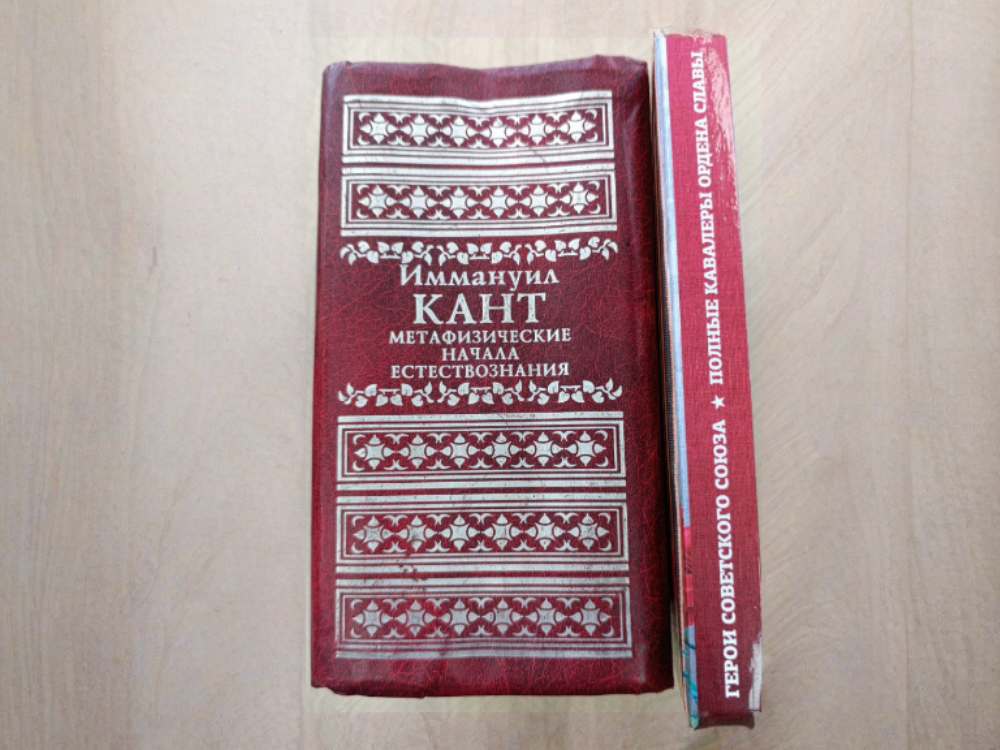 Иммануил
КАНТ
МЕТАФИЗИЧЕСКИЕ
НАЧАЛА
ЕСТЕСТВОЗНАНИЯ
ГЕРОИ СОВЕТСКОГО СОЮЗА ★ ПОЛНЫЕ КАВАЛЕРЫ ОРДЕНА СЛАВЫ